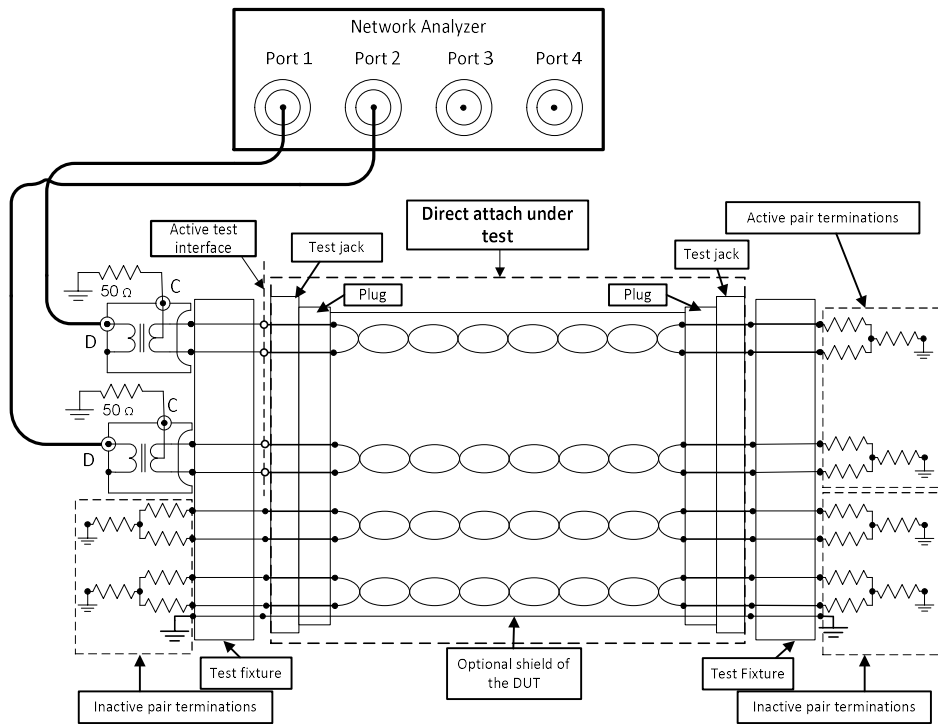 Network Analyzer
Port 1
Port 2
Port 3
Port 4
Direct attach under
test
Active pair terminations
Active test
interface
Test jack
Test jack
Plug
Plug
50 Ω
C
D
50 Ω
C
D
Optional shield of
the DUT
Test fixture
Test Fixture
Inactive pair terminations
Inactive pair terminations